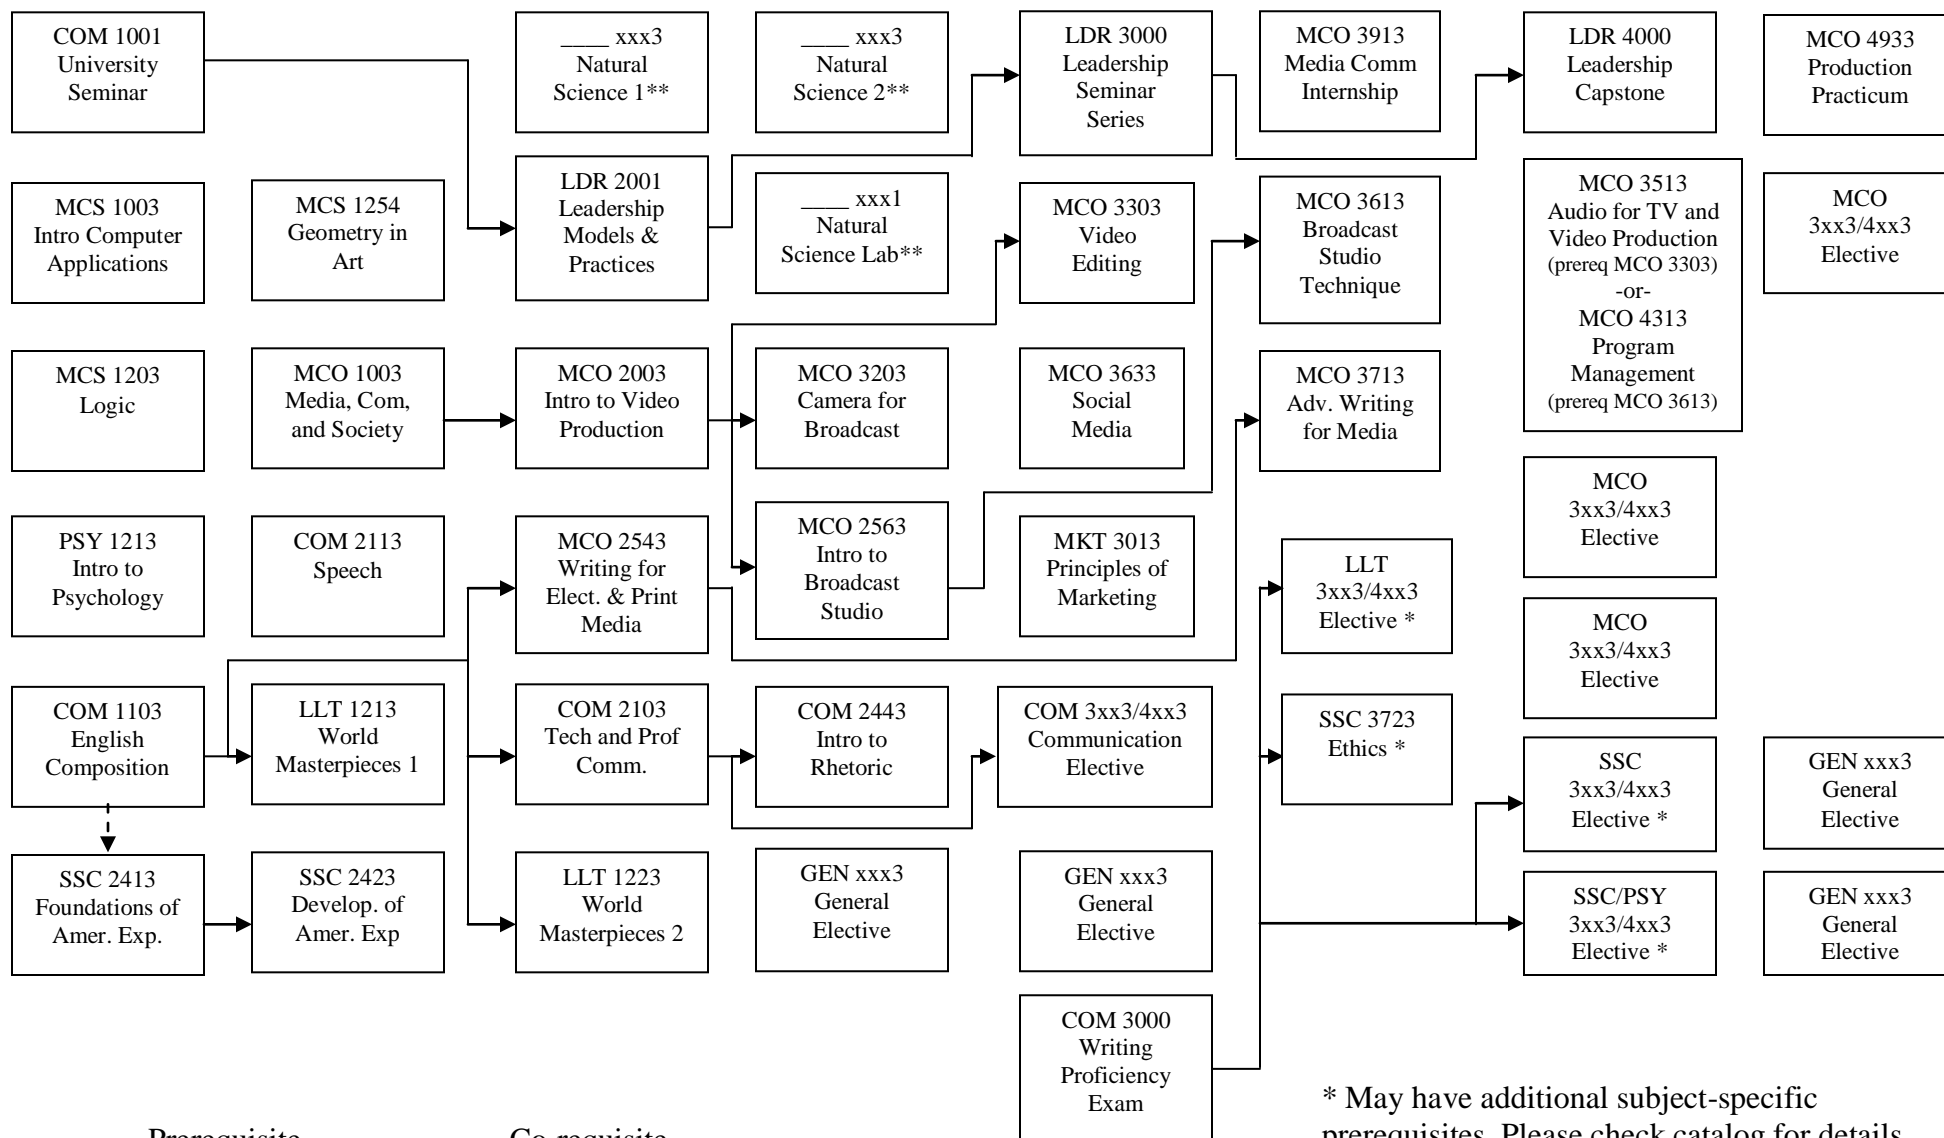 COM 1001
University
Seminar
____ xxx3
Natural
Science 1**
____ xxx3
Natural
Science 2**
LDR 3000
Leadership
Seminar
Series
MCO 3913
Media Comm
Internship
LDR 4000
Leadership
Capstone
MCO 4933
Production
Practicum
MCS 1003
Intro Computer
Applications
MCS 1254
Geometry in
Art
LDR 2001
Leadership
Models &
Practices
____ xxx1
Natural
Science Lab**
MCO 3303
Video
Editing
MCO 3613
Broadcast
Studio
Technique
MCO 3513
Audio for TV and
Video Production
(prereq MCO 3303)
-or-
MCO 4313
Program
Management
(prereq MCO 3613)
MCO
3xx3/4xx3
Elective
MCS 1203
Logic
MCO 1003
Media, Com,
and Society
MCO 2003
Intro to Video
Production
MCO 3203
Camera for
Broadcast
MCO 3633
Social
Media
MCO 3713
Adv. Writing
for Media
MCO
3xx3/4xx3
Elective
PSY 1213
Intro to
Psychology
COM 2113
Speech
MCO 2543
Writing for
Elect. & Print
Media
MCO 2563
Intro to
Broadcast
Studio
MKT 3013
Principles of
Marketing
LLT
3xx3/4xx3
Elective *
MCO
3xx3/4xx3
Elective
COM 1103
English
Composition
LLT 1213
World
Masterpieces 1
COM 2103
Tech and Prof
Comm.
COM 2443
Intro to
Rhetoric
COM 3xx3/4xx3
Communication
Elective
SSC 3723
Ethics *
SSC
3xx3/4xx3
Elective *
GEN xxx3
General
Elective
SSC 2413
Foundations of
Amer. Exp.
SSC 2423
Develop. of
Amer. Exp
LLT 1223
World
Masterpieces 2
GEN xxx3
General
Elective
GEN xxx3
General
Elective
SSC/PSY
3xx3/4xx3
Elective *
GEN xxx3
General
Elective
COM 3000
Writing
Proficiency
Exam
* May have additional subject-specific
prerequisites. Please check catalog for details
Prerequisite
Co-requisite